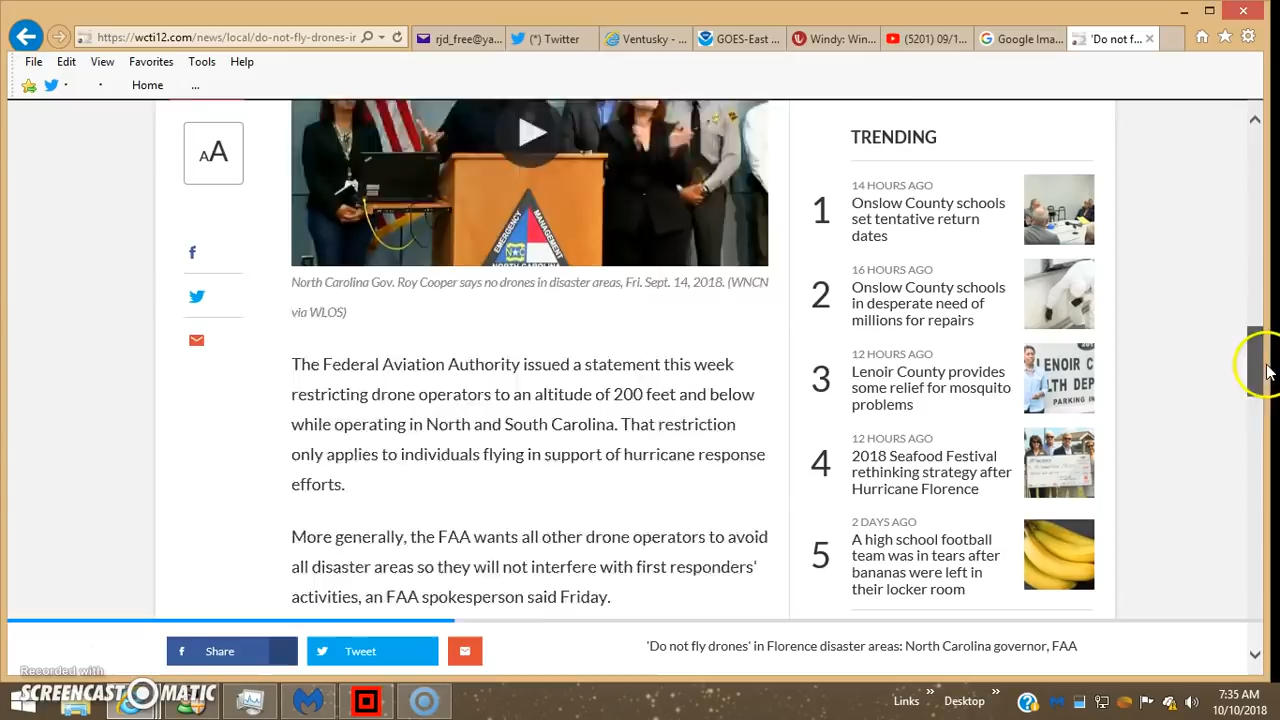 https://wcti12.com/news/local/do-not-fly-drones-ir
rjd_free@ya...
(*) Twitter
Ventusky - ...
GOES-East ...
Windy: Win...
(5201) 09/1...
Google Ima...
'Do not f...
File Edit View Favorites Tools Help
Home ...
AA
EMERGENCY MANAGEMENT
NC
NORTH CAROLINA
North Carolina Gov. Roy Cooper says no drones in disaster areas, Fri. Sept. 14, 2018. (WNCN
via WLOS)
The Federal Aviation Authority issued a statement this week
restricting drone operators to an altitude of 200 feet and below
while operating in North and South Carolina. That restriction
only applies to individuals flying in support of hurricane response
efforts.
More generally, the FAA wants all other drone operators to avoid
all disaster areas so they will not interfere with first responders'
activities, an FAA spokesperson said Friday.
TRENDING
1
14 HOURS AGO
Onslow County schools
set tentative return
dates
2
16 HOURS AGO
Onslow County schools
in desperate need of
millions for repairs
3
12 HOURS AGO
Lenoir County provides
some relief for mosquito
problems
LENOIR C
LTH DEP
PARKING IN
4
12 HOURS AGO
2018 Seafood Festival
rethinking strategy after
Hurricane Florence
5
2 DAYS AGO
A high school football
team was in tears after
bananas were left in
their locker room
f Share
Tweet
'Do not fly drones' in Florence disaster areas: North Carolina governor, FAA
Recorded with
SCREENCAST MATIC
Links »
Desktop »
7:35 AM
10/10/2018